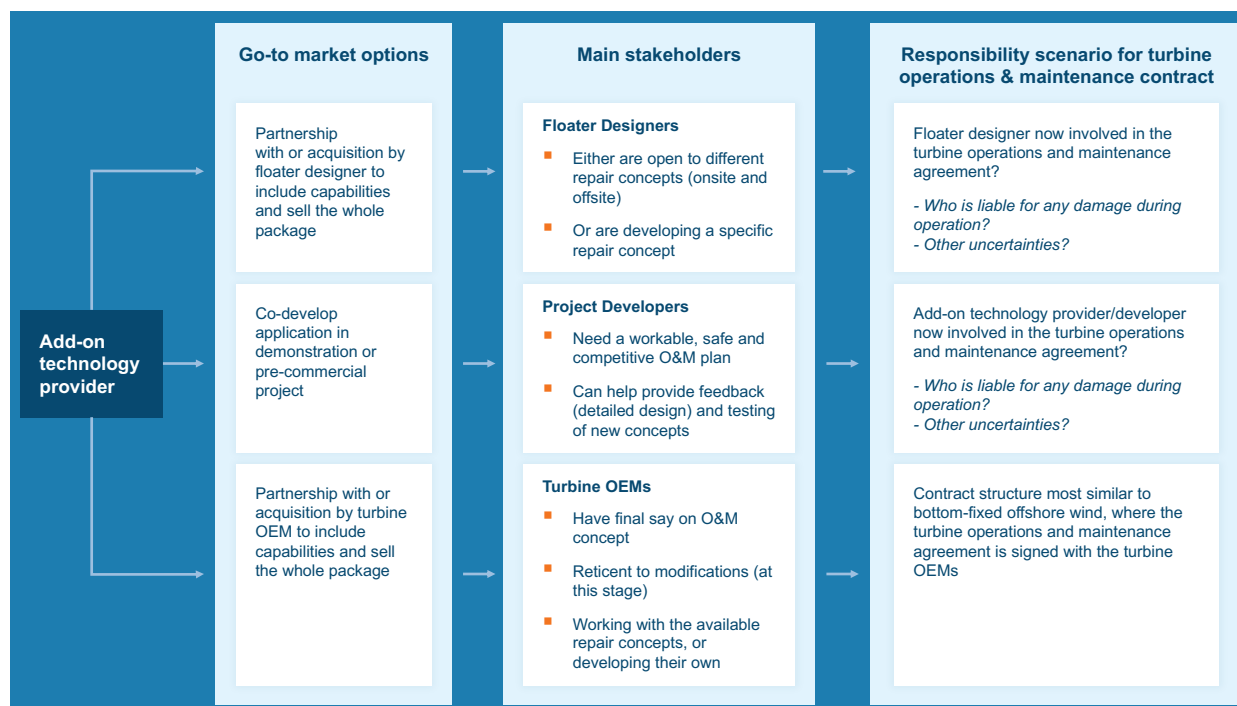 Go-to market options
Main stakeholders
Responsibility scenario for turbine
operations & maintenance contract
Add-on
technology
provider
Partnership
with or acquisition by
floater designer to
include capabilities
and sell the whole
package
Floater Designers
Either are open to different
repair concepts (onsite and
offsite)
Or are developing a specific
repair concept
Floater designer now involved in the
turbine operations and maintenance
agreement?
- Who is liable for any damage during
operation?
- Other uncertainties?
Co-develop
application in
demonstration or
pre-commercial
project
Project Developers
Need a workable, safe and
competitive O&M plan
Can help provide feedback
(detailed design) and testing
of new concepts
Add-on technology provider/developer
now involved in the turbine operations
and maintenance agreement?
- Who is liable for any damage during
operation?
- Other uncertainties?
Partnership with or
acquisition by turbine
OEM to include
capabilities and sell
the whole package
Turbine OEMs
Have final say on O&M
concept
Reticent to modifications (at
this stage)
Working with the available
repair concepts, or
developing their own
Contract structure most similar to
bottom-fixed offshore wind, where the
turbine operations and maintenance
agreement is signed with the turbine
OEMs